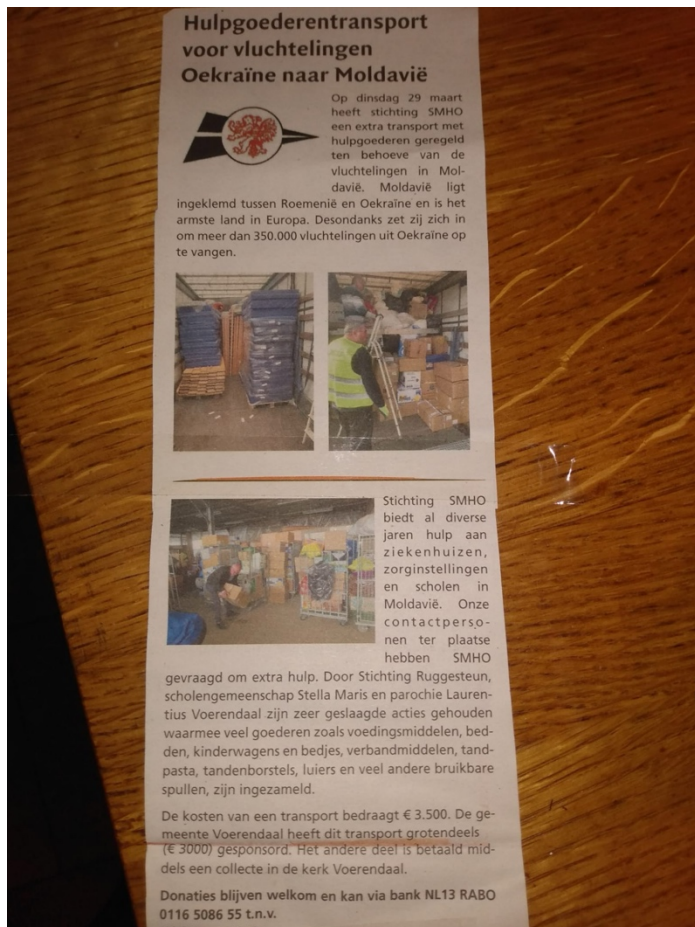 Hulpgoederentransport
voor vluchtelingen
Oekraïne naar Moldavië
Op dinsdag 29 maart
heeft stichting SMHO
een extra transport met
hulpgoederen geregeld
ten behoeve van de
vluchtelingen in Mol-
davië. Moldavië ligt
ingeklemd tussen Roemenië en Oekraïne en is het
armste land in Europa. Desondanks zet zij zich in
om meer dan 350.000 vluchtelingen uit Oekraïne op
te vangen.
Stichting SMHO
biedt al diverse
jaren hulp aan
ziekenhuizen,
zorginstellingen
en scholen in
Moldavië. Onze
contactperso-
nen ter plaatse
hebben SMHO
gevraagd om extra hulp. Door Stichting Ruggesteun,
scholengemeenschap Stella Maris en parochie Lauren-
tius Voerendaal zijn zeer geslaagde acties gehouden
waarmee veel goederen zoals voedingsmiddelen, bed-
den, kinderwagens en bedjes, verbandmiddelen, tand-
pasta, tandenborstels, luiers en veel andere bruikbare
spullen, zijn ingezameld.
De kosten van een transport bedraagt € 3.500. De ge-
meente Voerendaal heeft dit transport grotendeels
(€ 3000) gesponsord. Het andere deel is betaald mid-
dels een collecte in de kerk Voerendaal.
Donaties blijven welkom en kan via bank NL13 RABO
0116 5086 55 t.n.v.